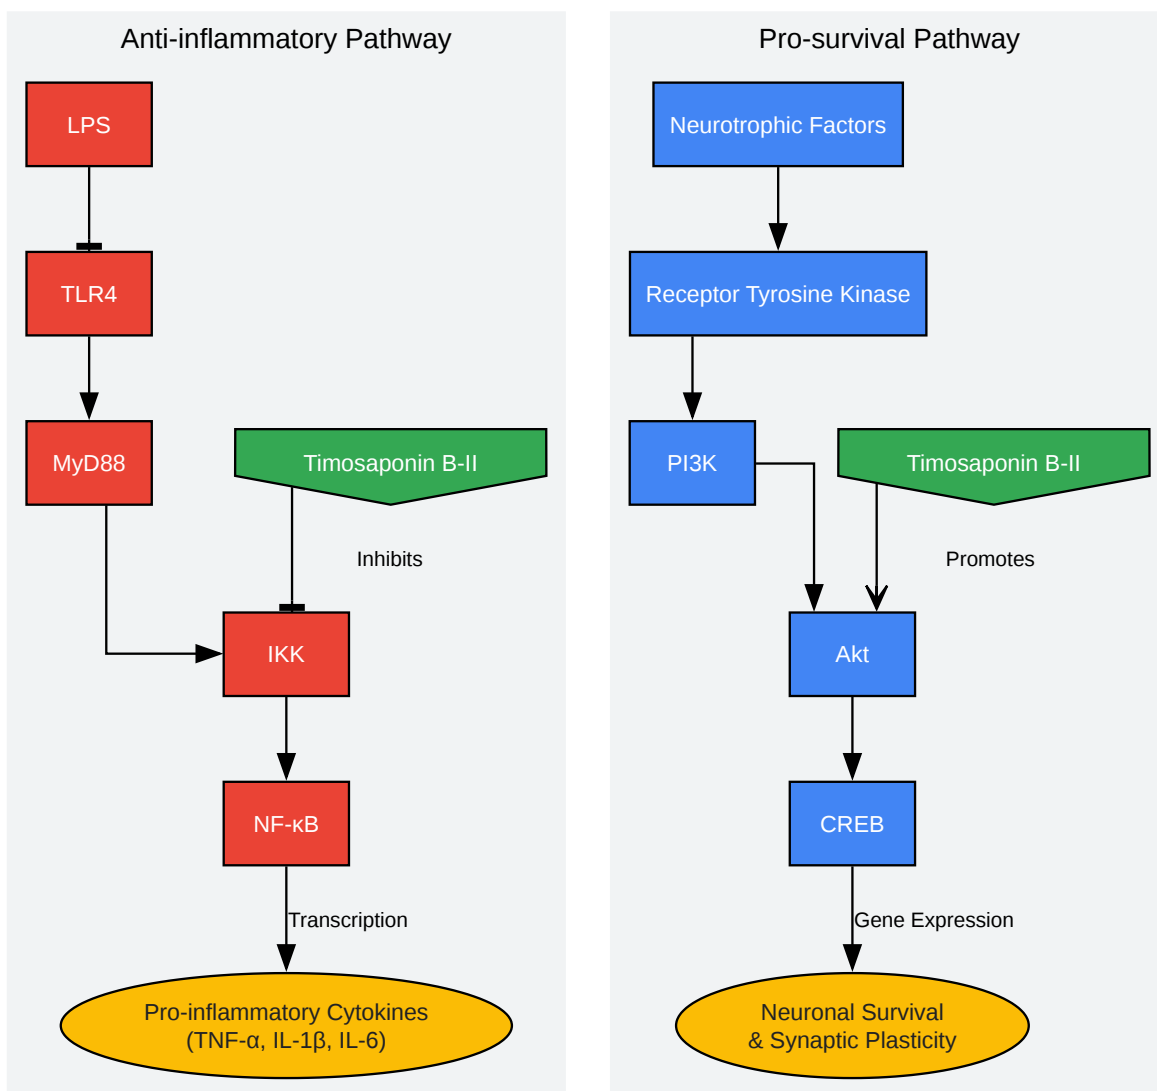 Anti-inflammatory Pathway
LPS
TLR4
MyD88
Timosaponin B-II
Inhibits
IKK
NF-κB
Transcription
Pro-inflammatory Cytokines
(TNF-α, IL-1β, IL-6)
Pro-survival Pathway
Neurotrophic Factors
Receptor Tyrosine Kinase
PI3K
Timosaponin B-II
Promotes
Akt
CREB
Gene Expression
Neuronal Survival
& Synaptic Plasticity